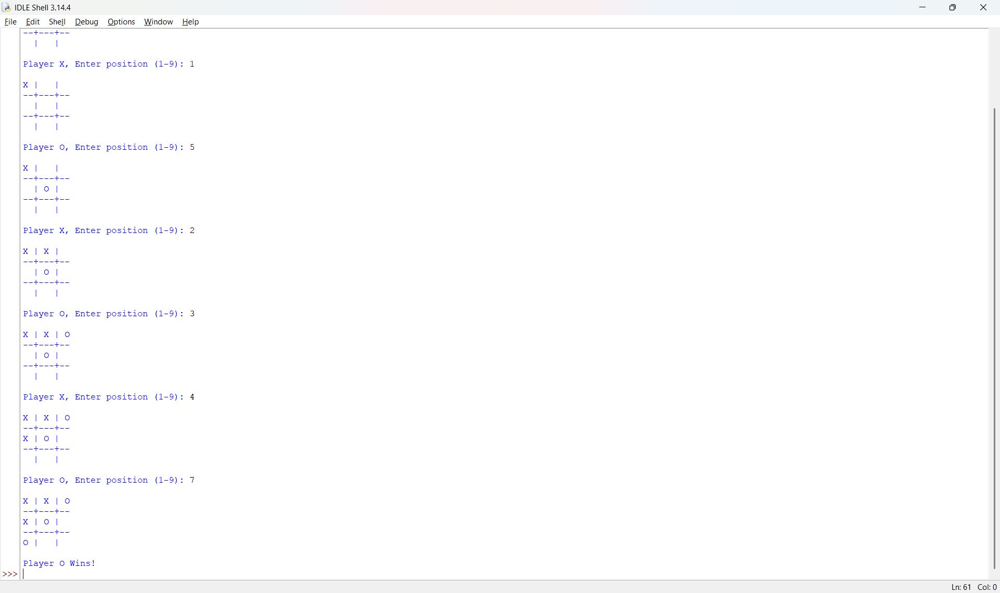 IDLE Shell 3.14.4
File Edit Shell Debug Options Window Help
--+---+--
  |   |

Player X, Enter position (1-9): 1

X |   |
--+---+--
  |   |
--+---+--
  |   |

Player O, Enter position (1-9): 5

X |   |
--+---+--
  | O |
--+---+--
  |   |

Player X, Enter position (1-9): 2

X | X |
--+---+--
  | O |
--+---+--
  |   |

Player O, Enter position (1-9): 3

X | X | O
--+---+--
  | O |
--+---+--
  |   |

Player X, Enter position (1-9): 4

X | X | O
--+---+--
X | O |
--+---+--
  |   |

Player O, Enter position (1-9): 7

X | X | O
--+---+--
X | O |
--+---+--
O |   |

Player O Wins!
>>>
Ln: 61 Col: 0